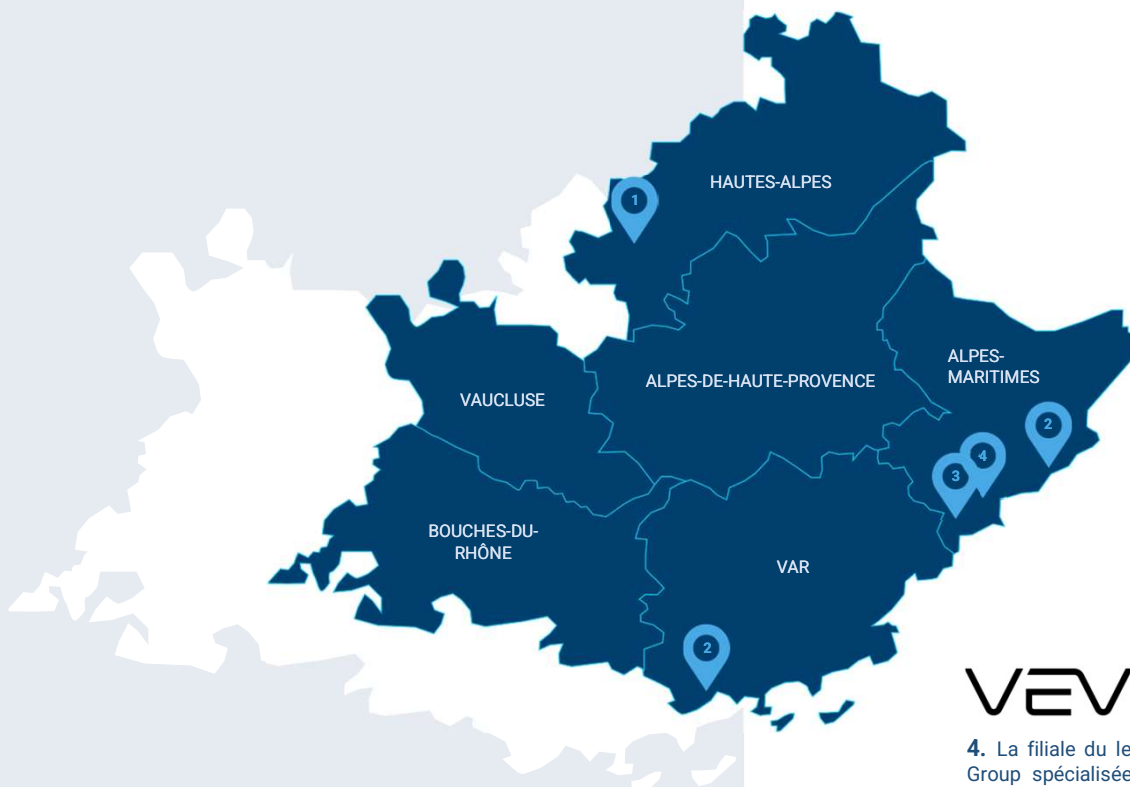 HAUTES-ALPES
1
ALPES-
MARITIMES
ALPES-DE-HAUTE-PROVENCE
VAUCLUSE
2
4
3
BOUCHES-DU-
RHÔNE
VAR
2
VEV
4. La filiale du le
Group spécialisée